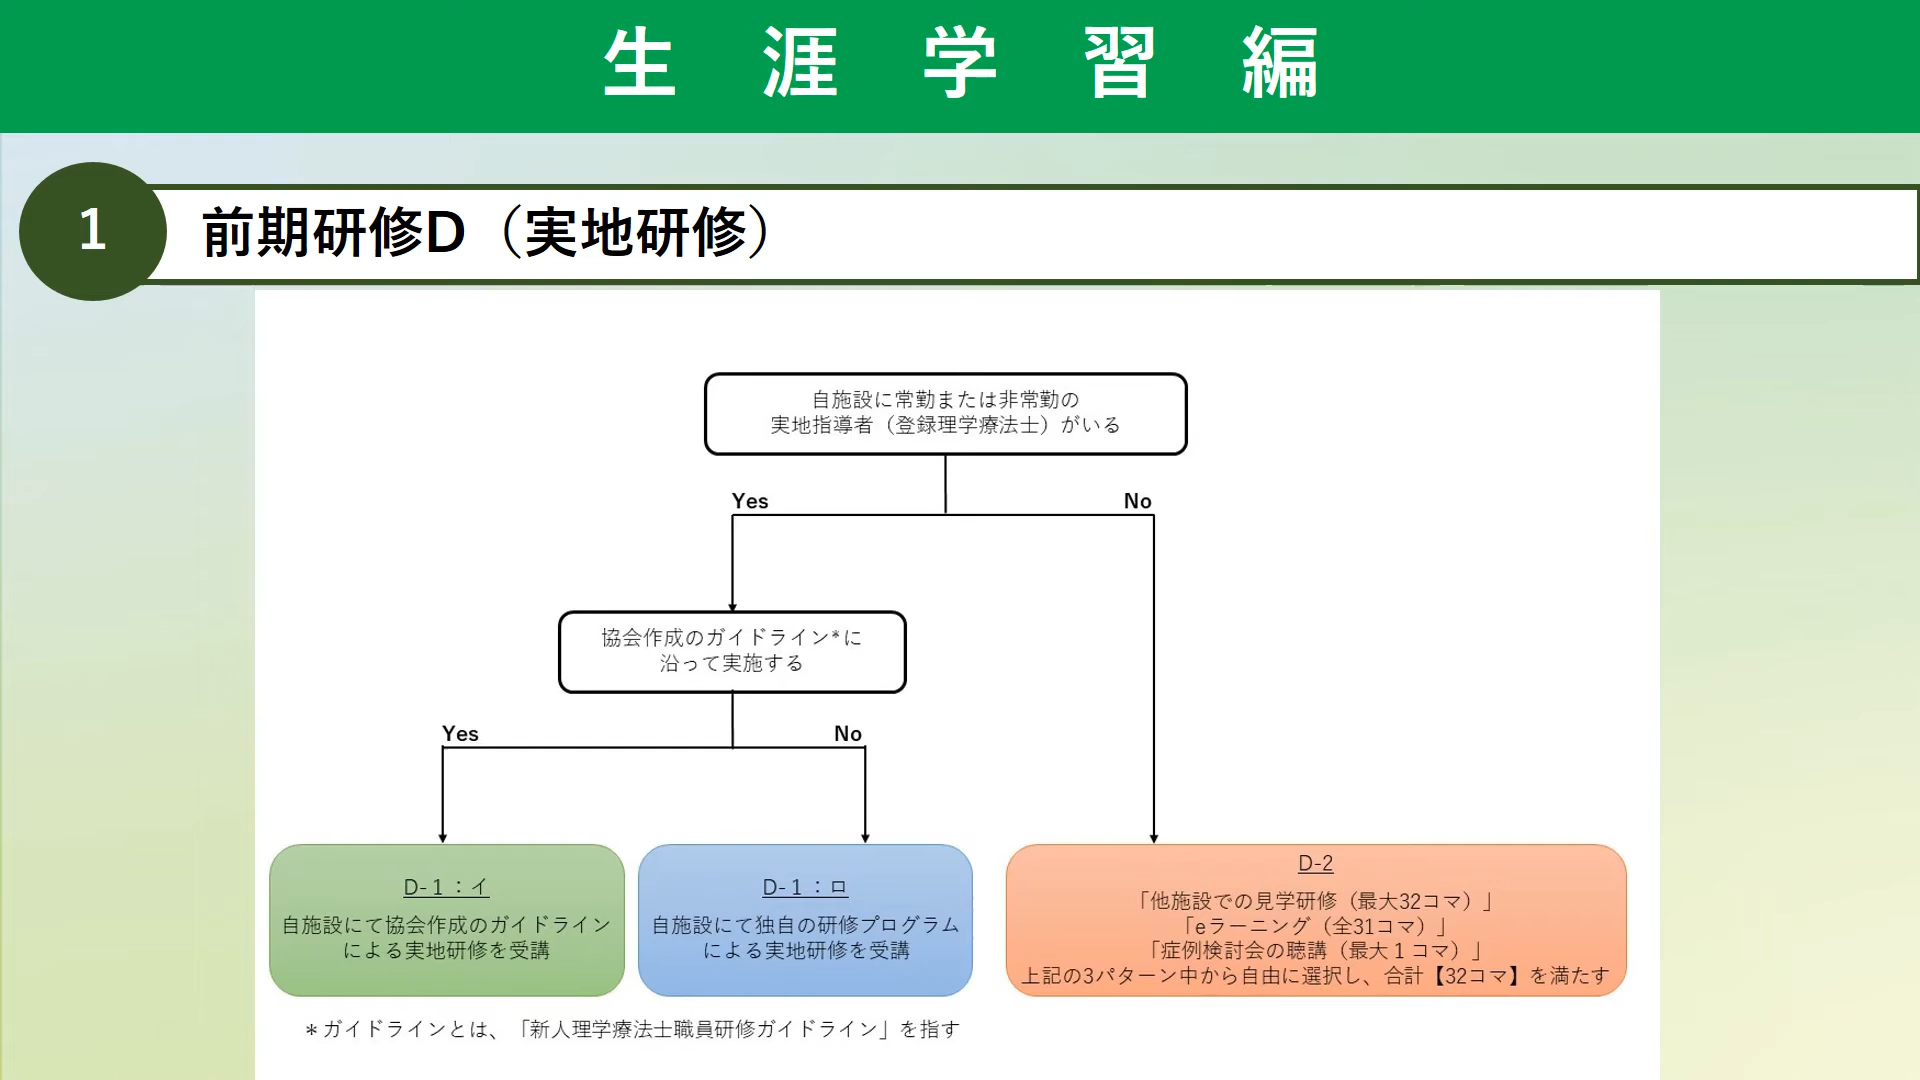 生涯学習編
1
前期研修D（実地研修）
自施設に常勤または非常勤の
実地指導者（登録理学療法士）がいる
Yes
No
協会作成のガイドライン*に
沿って実施する
Yes
No
D-１：イ
自施設にて協会作成のガイドライン
による実地研修を受講
D-１：ロ
自施設にて独自の研修プログラム
による実地研修を受講
D-2
「他施設での見学研修（最大32コマ）」
「eラーニング（全31コマ）」
「症例検討会の聴講（最大１コマ）」
上記の3パターン中から自由に選択し、合計【32コマ】を満たす
＊ガイドラインとは、「新人理学療法士職員研修ガイドライン」を指す